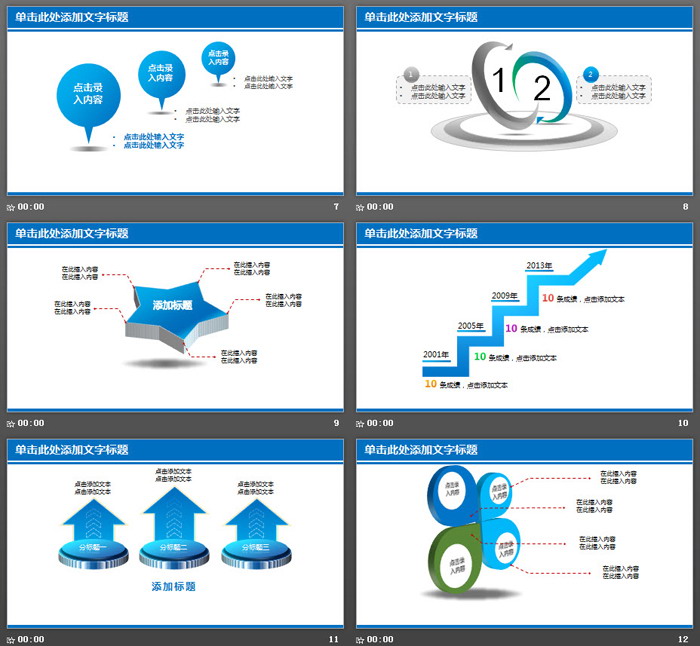 单击此处添加文字标题
点击录
入内容
点击录
入内容
点击录
入内容
• 点击此处输入文字
• 点击此处输入文字
• 点击此处输入文字
• 点击此处输入文字
• 点击此处输入文字
• 点击此处输入文字
00:00
7
单击此处添加文字标题
1
• 点击此处输入文字
• 点击此处输入文字
1
2
2
• 点击此处输入文字
• 点击此处输入文字
00:00
8
单击此处添加文字标题
在此插入内容
在此插入内容
在此插入内容
在此插入内容
添加标题
在此插入内容
在此插入内容
在此插入内容
在此插入内容
在此插入内容
在此插入内容
00:00
9
单击此处添加文字标题
2013年
10 条成绩，点击添加文本
2009年
10 条成绩，点击添加文本
2005年
10 条成绩，点击添加文本
2001年
10 条成绩，点击添加文本
00:00
10
单击此处添加文字标题
点击添加文本
点击添加文本
点击添加文本
点击添加文本
点击添加文本
点击添加文本
分标题一
分标题二
分标题三
添加标题
00:00
11
单击此处添加文字标题
点击录
入内容
点击录
入内容
点击录
入内容
点击录
入内容
在此插入内容
在此插入内容
在此插入内容
在此插入内容
在此插入内容
在此插入内容
在此插入内容
在此插入内容
00:00
12